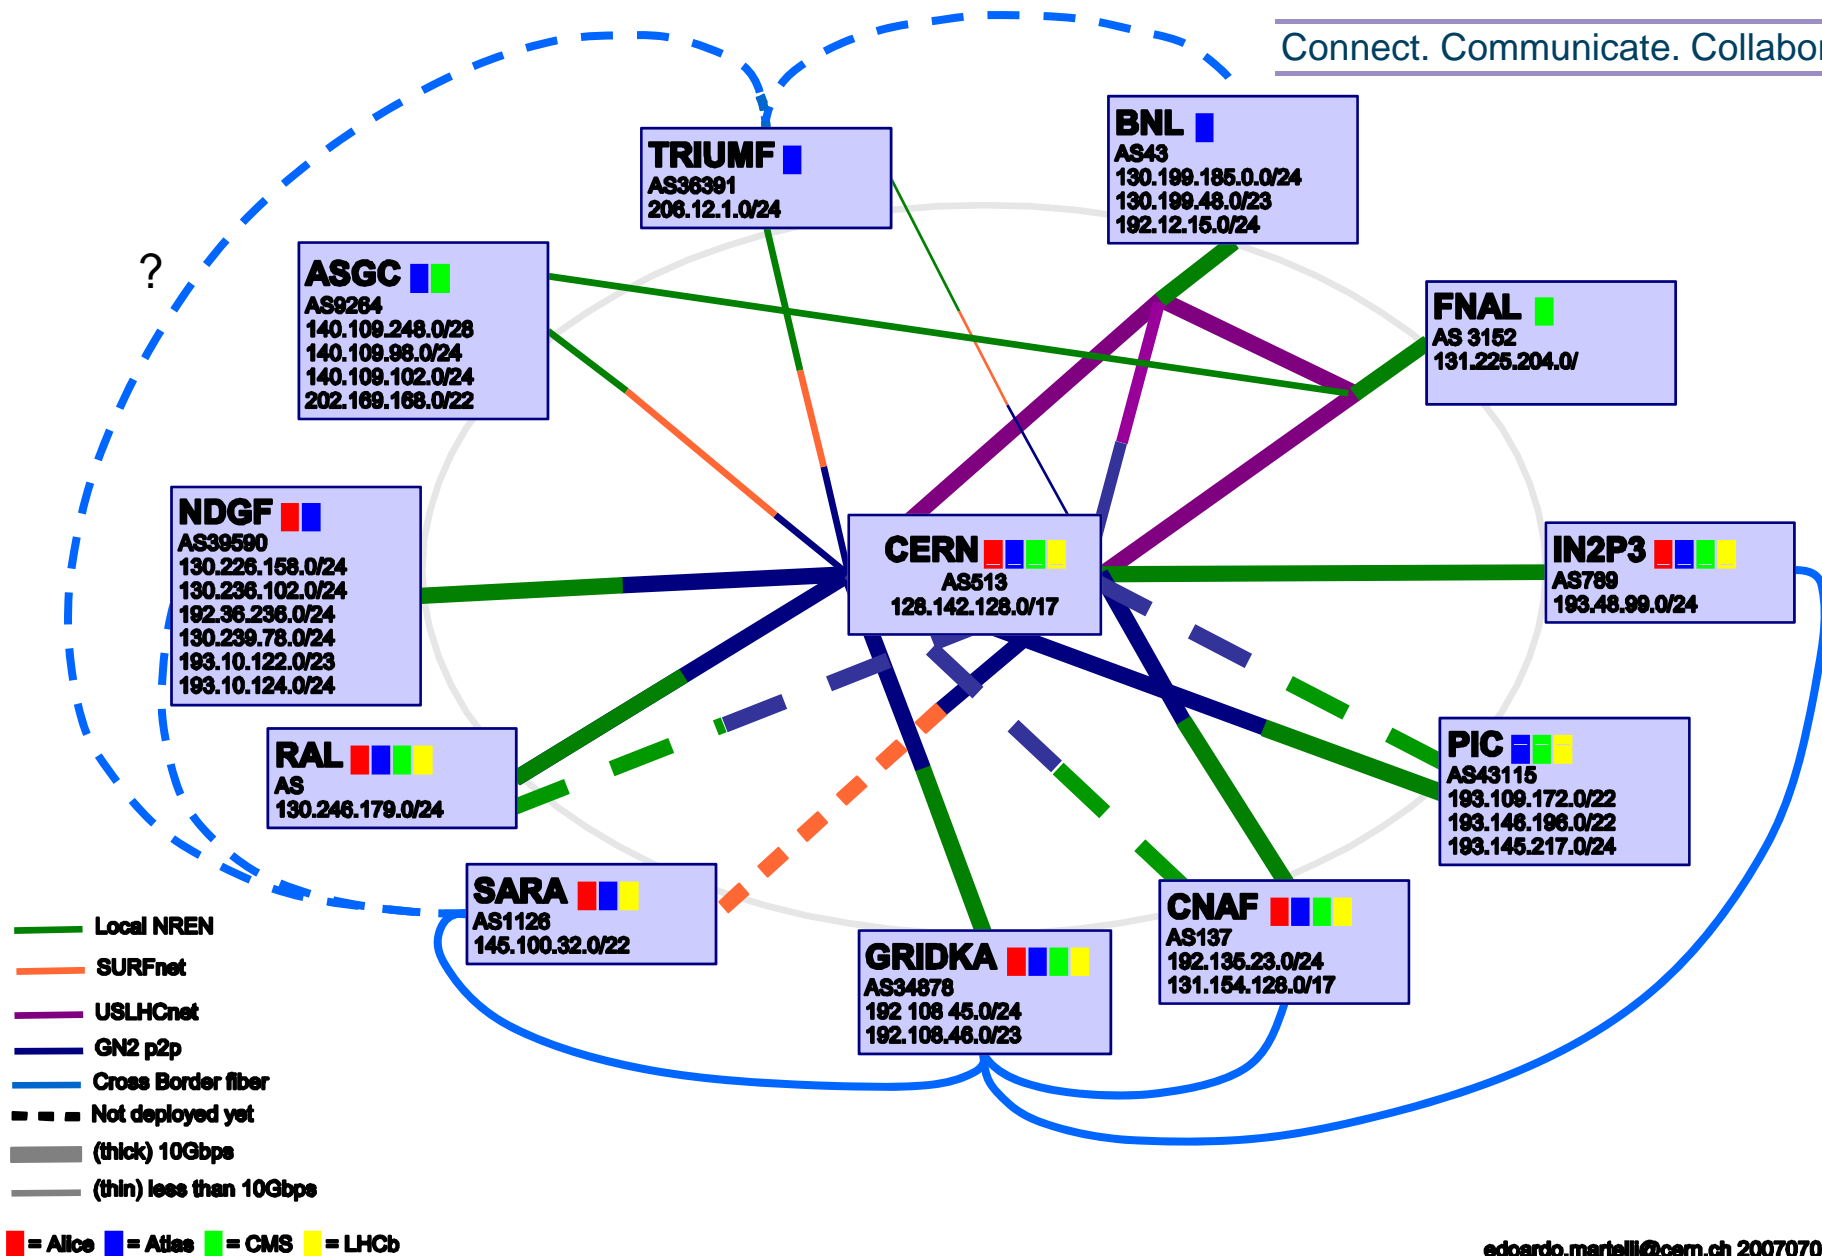 Connect. Communicate. Collabor
TRIUMF
AS36391
206.12.1.0/24
BNL
AS43
130.199.185.0.0/24
130.199.48.0/23
192.12.15.0/24
?
ASGC
AS9264
140.109.248.0/28
140.109.98.0/24
140.109.102.0/24
202.169.168.0/22
FNAL
AS 3152
131.225.204.0/
NDGF
AS39590
130.226.158.0/24
130.236.102.0/24
192.36.236.0/24
130.239.78.0/24
193.10.122.0/23
193.10.124.0/24
CERN
AS513
128.142.128.0/17
IN2P3
AS789
193.48.99.0/24
RAL
AS
130.246.179.0/24
PIC
AS43115
193.109.172.0/22
193.146.196.0/22
193.145.217.0/24
SARA
AS1126
145.100.32.0/22
GRIDKA
AS34878
192 108 45.0/24
192.108.46.0/23
CNAF
AS137
192.135.23.0/24
131.154.128.0/17
Local NREN
SURFnet
USLHCnet
GN2 p2p
Cross Border fiber
Not deployed yet
(thick) 10Gbps
(thin) less than 10Gbps
= Alice = Atlas = CMS = LHCb
edoardo.martelli@cern.ch 2007070